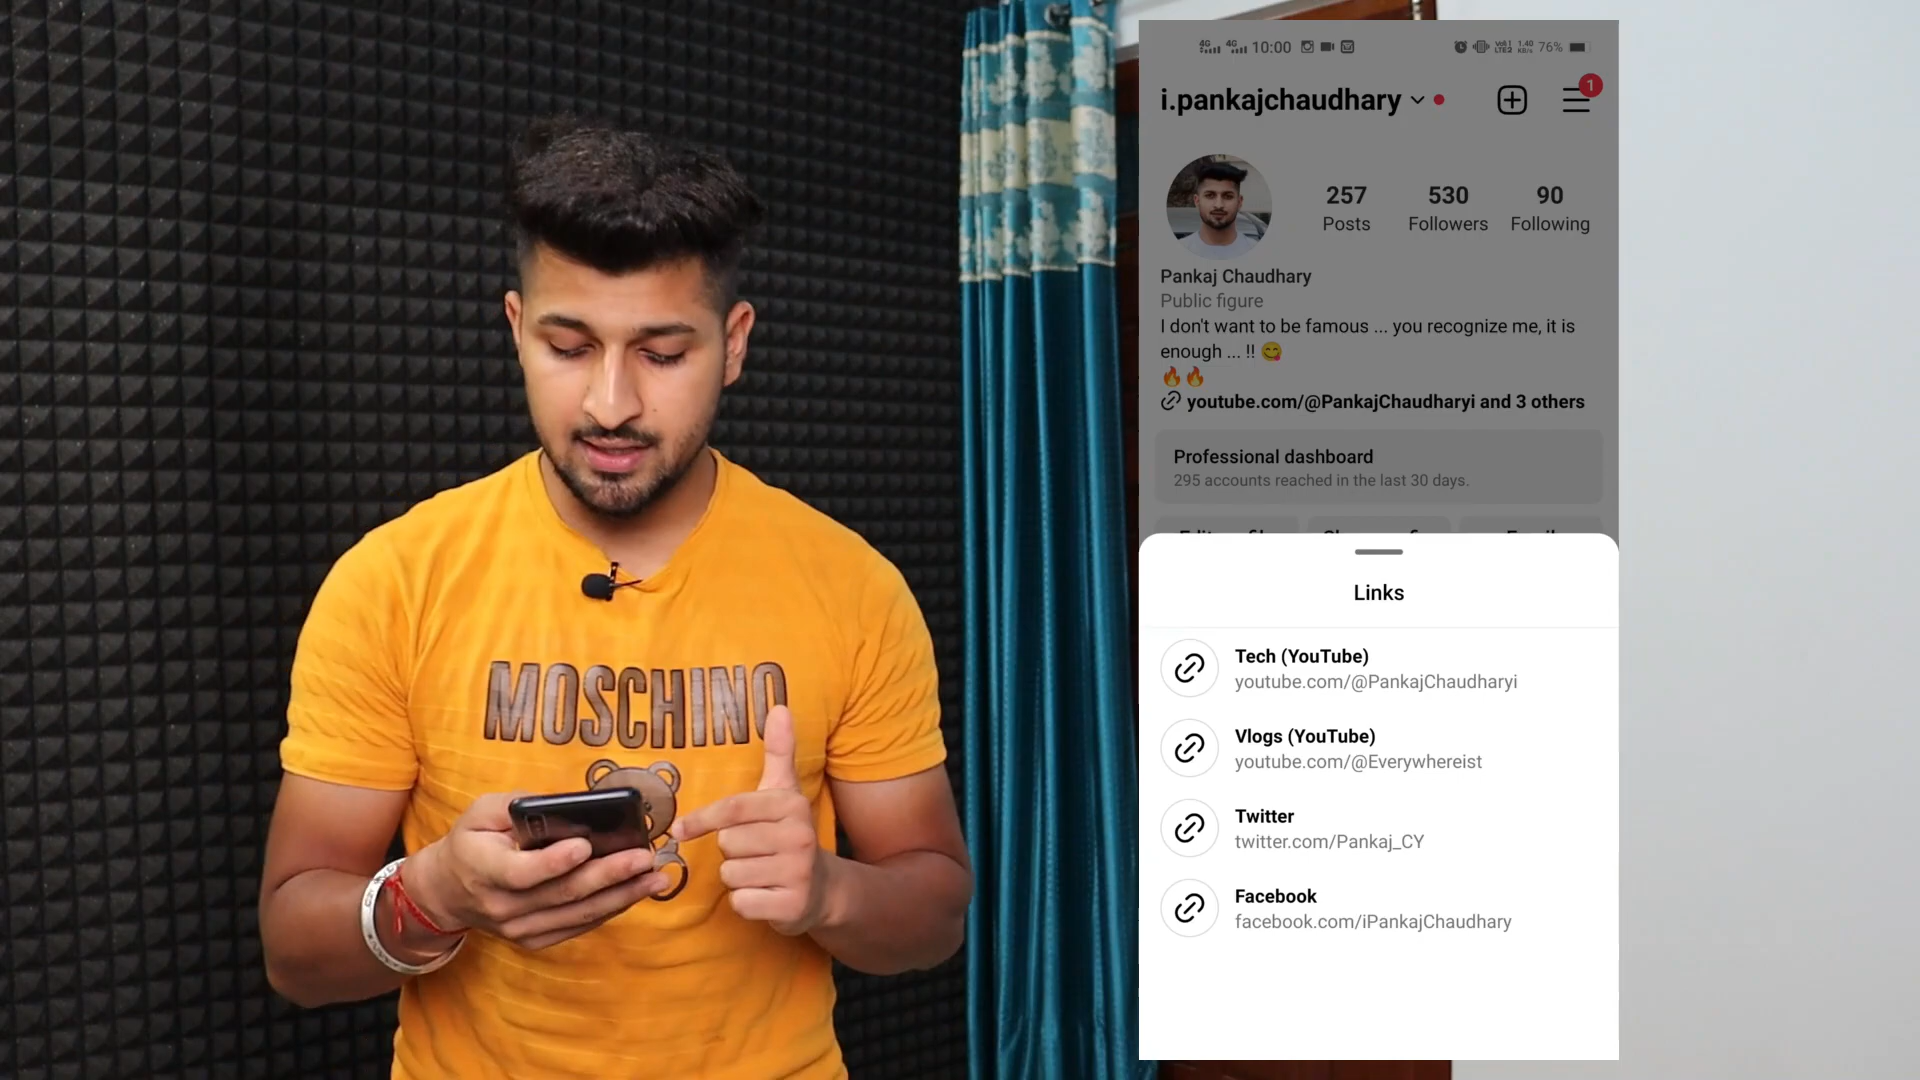 MOSCHINO
4G 4G 10:00 76%
i.pankajchaudhary
1
257 530 90
Posts Followers Following
Pankaj Chaudhary
Public figure
I don't want to be famous ... you recognize me, it is
enough ... !! 😋
🔥🔥
youtube.com/@PankajChaudharyi and 3 others
Professional dashboard
295 accounts reached in the last 30 days.
Links
Tech (YouTube)
youtube.com/@PankajChaudharyi
Vlogs (YouTube)
youtube.com/@Everywhereist
Twitter
twitter.com/Pankaj_CY
Facebook
facebook.com/iPankajChaudhary